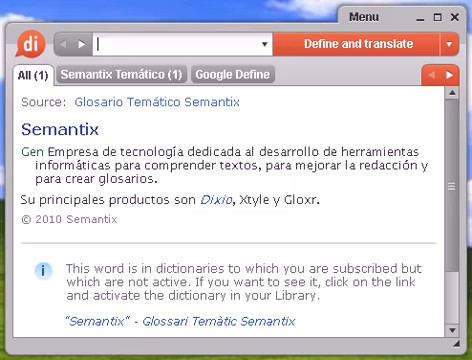 Menu
di
Define and translate
All (1) Semantix Temático (1) Google Define
Source: Glosario Temático Semantix
Semantix
Gen Empresa de tecnología dedicada al desarrollo de herramientas
informáticas para comprender textos, para mejorar la redacción y
para crear glosarios.
Su principales productos son Dixio, Xtyle y Gloxr.
© 2010 Semantix
i
This word is in dictionaries to which you are subscribed but
which are not active. If you want to see it, click on the link
and activate the dictionary in your Library.
"Semantix" - Glossari Temàtic Semantix